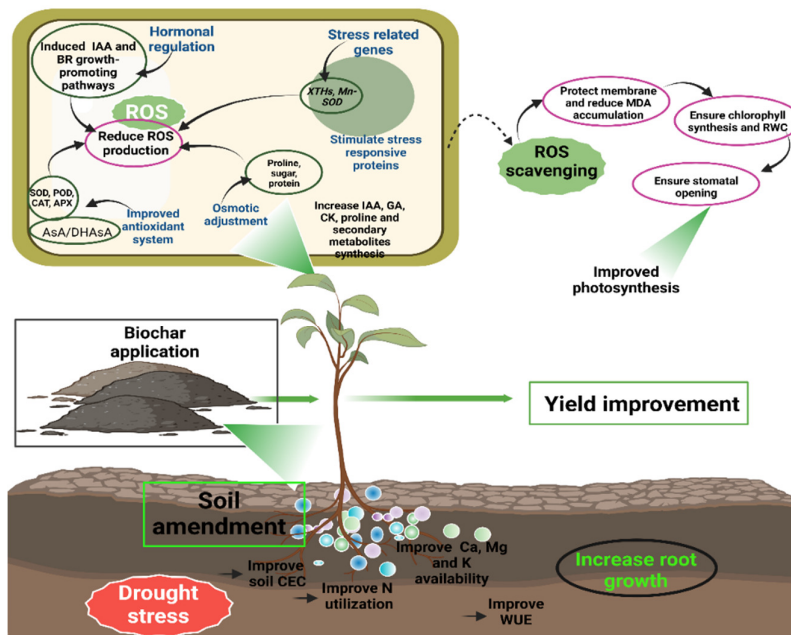 Hormonal
regulation
Induced IAA and
BR growth-
promoting
pathways
Stress related
genes
XTHs, Mn-
SOD
ROS
Reduce ROS
production
Stimulate stress
responsive
proteins
Proline,
sugar,
protein
SOD, POD,
CAT, APX
AsA/DHAsA
Improved
antioxidant
system
Osmotic
adjustment
Increase IAA, GA,
CK, proline and
secondary
metabolites
synthesis
ROS
scavenging
Protect membrane
and reduce MDA
accumulation
Ensure chlorophyll
synthesis and RWC
Ensure stomatal
opening
Improved
photosynthesis
Biochar
application
Yield improvement
Soil
amendment
Improve
soil CEC
Improve N
utilization
Improve Ca, Mg
and K
availability
Improve
WUE
Increase root
growth
Drought
stress